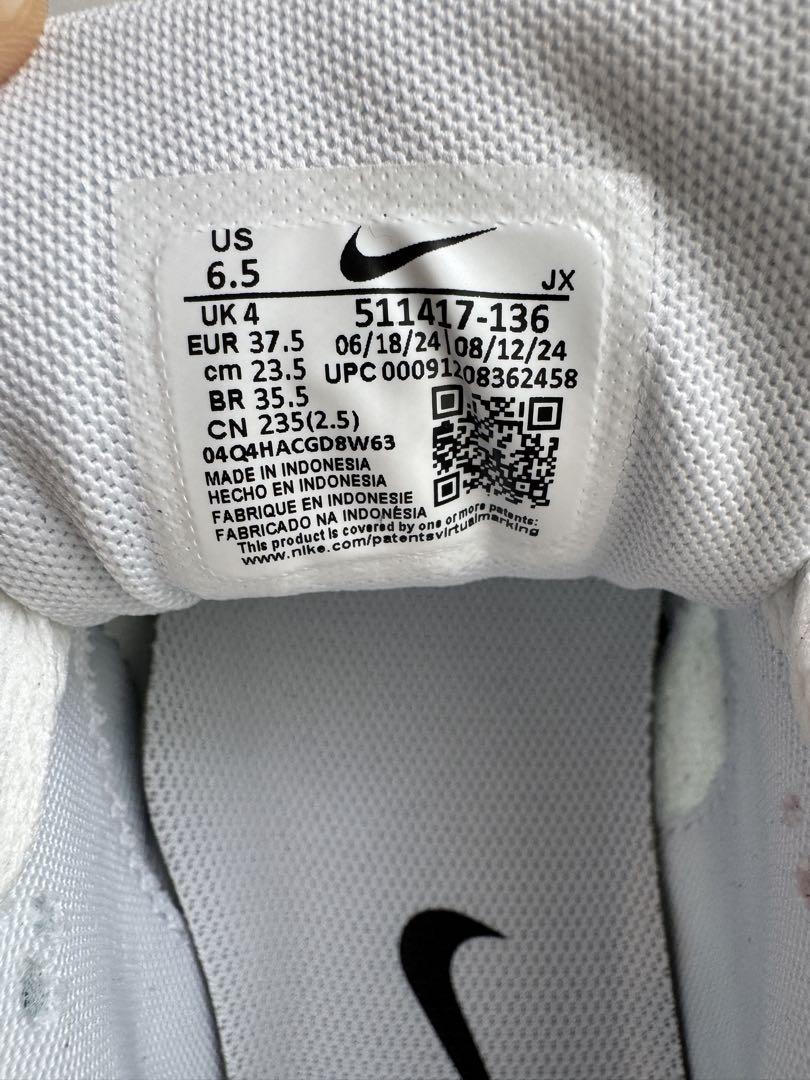 US
6.5
JX
UK 4
511417-136
EUR 37.5
06/18/24 08/12/24
cm 23.5
UPC 00091208362458
BR 35.5
CN 235(2.5)
04Q4HACGD8W63
MADE IN INDONESIA
HECHO EN INDONESIA
FABRIQUE EN INDONESIE
FABRICADO NA INDONÉSIA
This product is covered by one or more patents:
www.nike.com/patentsvirtualmarking